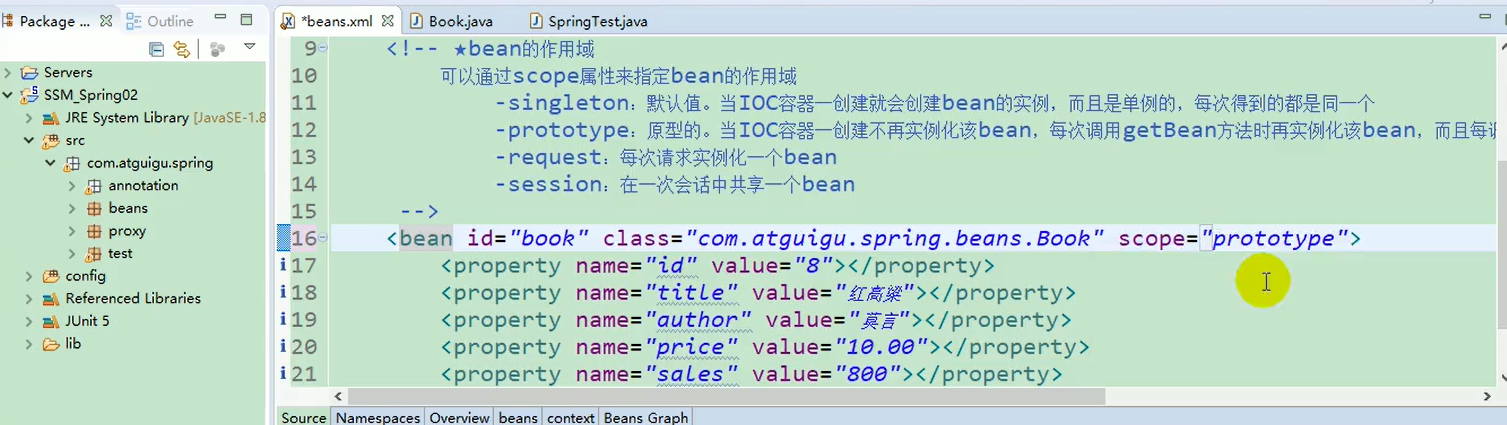 Package ...
Outline
Servers
SSM_Spring02
JRE System Library [JavaSE-1.8
src
com.atguigu.spring
annotation
beans
proxy
test
config
Referenced Libraries
JUnit 5
lib
*beans.xml
Book.java
SpringTest.java
9 <!-- ★bean的作用域
10 可以通过scope属性来指定bean的作用域
11 -singleton：默认值。当IOC容器一创建就会创建bean的实例，而且是单例的，每次得到的都是同一个
12 -prototype：原型的。当IOC容器一创建不再实例化该bean，每次调用getBean方法时再实例化该bean，而且每调
13 -request：每次请求实例化一个bean
14 -session：在一次会话中共享一个bean
15 -->
16 <bean id="book" class="com.atguigu.spring.beans.Book" scope="prototype">
17 <property name="id" value="8"></property>
18 <property name="title" value="红高粱"></property>
19 <property name="author" value="莫言"></property>
20 <property name="price" value="10.00"></property>
21 <property name="sales" value="800"></property>
Source Namespaces Overview beans context Beans Graph